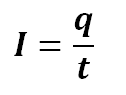 I = q/t